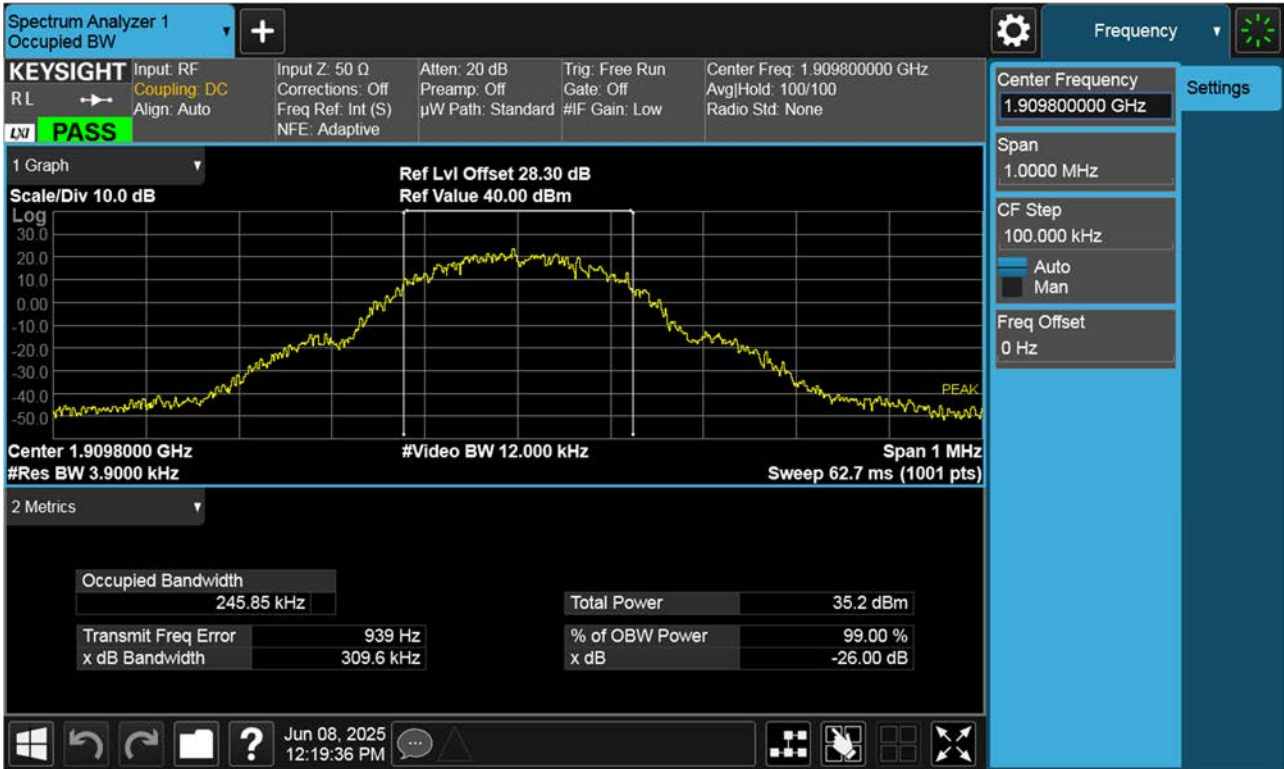 Spectrum Analyzer 1
Occupied BW
+
Frequency
KEYSIGHT
RL
LXI
PASS
Input: RF
Coupling: DC
Align: Auto
Input Z: 50 Ω
Corrections: Off
Freq Ref: Int (S)
NFE: Adaptive
Atten: 20 dB
Preamp: Off
µW Path: Standard
Trig: Free Run
Gate: Off
#IF Gain: Low
Center Freq: 1.909800000 GHz
Avg|Hold: 100/100
Radio Std: None
Center Frequency
1.909800000 GHz
Settings
Span
1.0000 MHz
CF Step
100.000 kHz
Auto
Man
Freq Offset
0 Hz
1 Graph
Scale/Div 10.0 dB
Ref Lvl Offset 28.30 dB
Ref Value 40.00 dBm
Log
30.0
20.0
10.0
0.00
-10.0
-20.0
-30.0
-40.0
-50.0
PEAK
Center 1.9098000 GHz
#Video BW 12.000 kHz
Span 1 MHz
#Res BW 3.9000 kHz
Sweep 62.7 ms (1001 pts)
2 Metrics
Occupied Bandwidth
245.85 kHz
Total Power 35.2 dBm
Transmit Freq Error 939 Hz
% of OBW Power 99.00 %
x dB Bandwidth 309.6 kHz
x dB -26.00 dB
?
Jun 08, 2025
12:19:36 PM